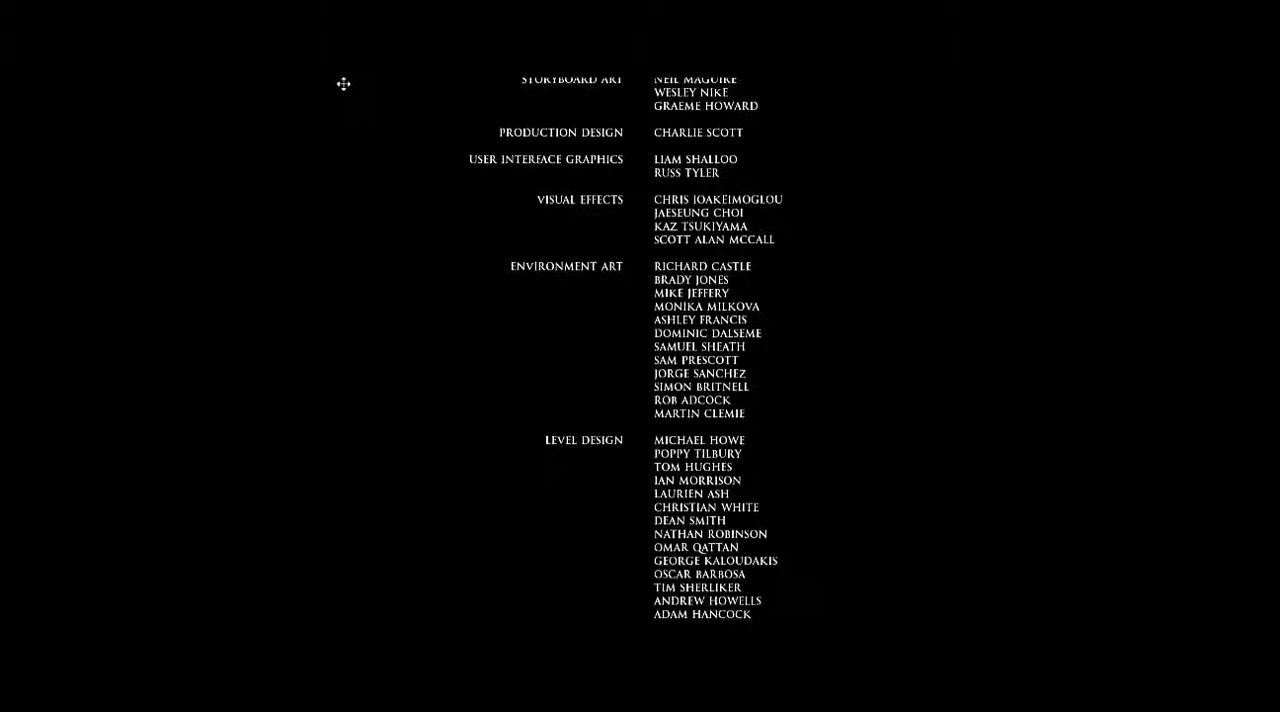 STORYBOARD ART NEIL MAGUIRE
WESLEY NIKE
GRAEME HOWARD
PRODUCTION DESIGN CHARLIE SCOTT
USER INTERFACE GRAPHICS LIAM SHALLOO
RUSS TYLER
VISUAL EFFECTS CHRIS IOAKEIMOGLOU
JAESEUNG CHOI
KAZ TSUKIYAMA
SCOTT ALAN MCCALL
ENVIRONMENT ART RICHARD CASTLE
BRADY JONES
MIKE JEFFERY
MONIKA MILKOVA
ASHLEY FRANCIS
DOMINIC DALSEME
SAMUEL SHEATH
SAM PRESCOTT
JORGE SANCHEZ
SIMON BRITNELL
ROB ADCOCK
MARTIN CLEMIE
LEVEL DESIGN MICHAEL HOWE
POPPY TILBURY
TOM HUGHES
IAN MORRISON
LAURIEN ASH
CHRISTIAN WHITE
DEAN SMITH
NATHAN ROBINSON
OMAR QATTAN
GEORGE KALOUDAKIS
OSCAR BARBOSA
TIM SHERLIKER
ANDREW HOWELLS
ADAM HANCOCK